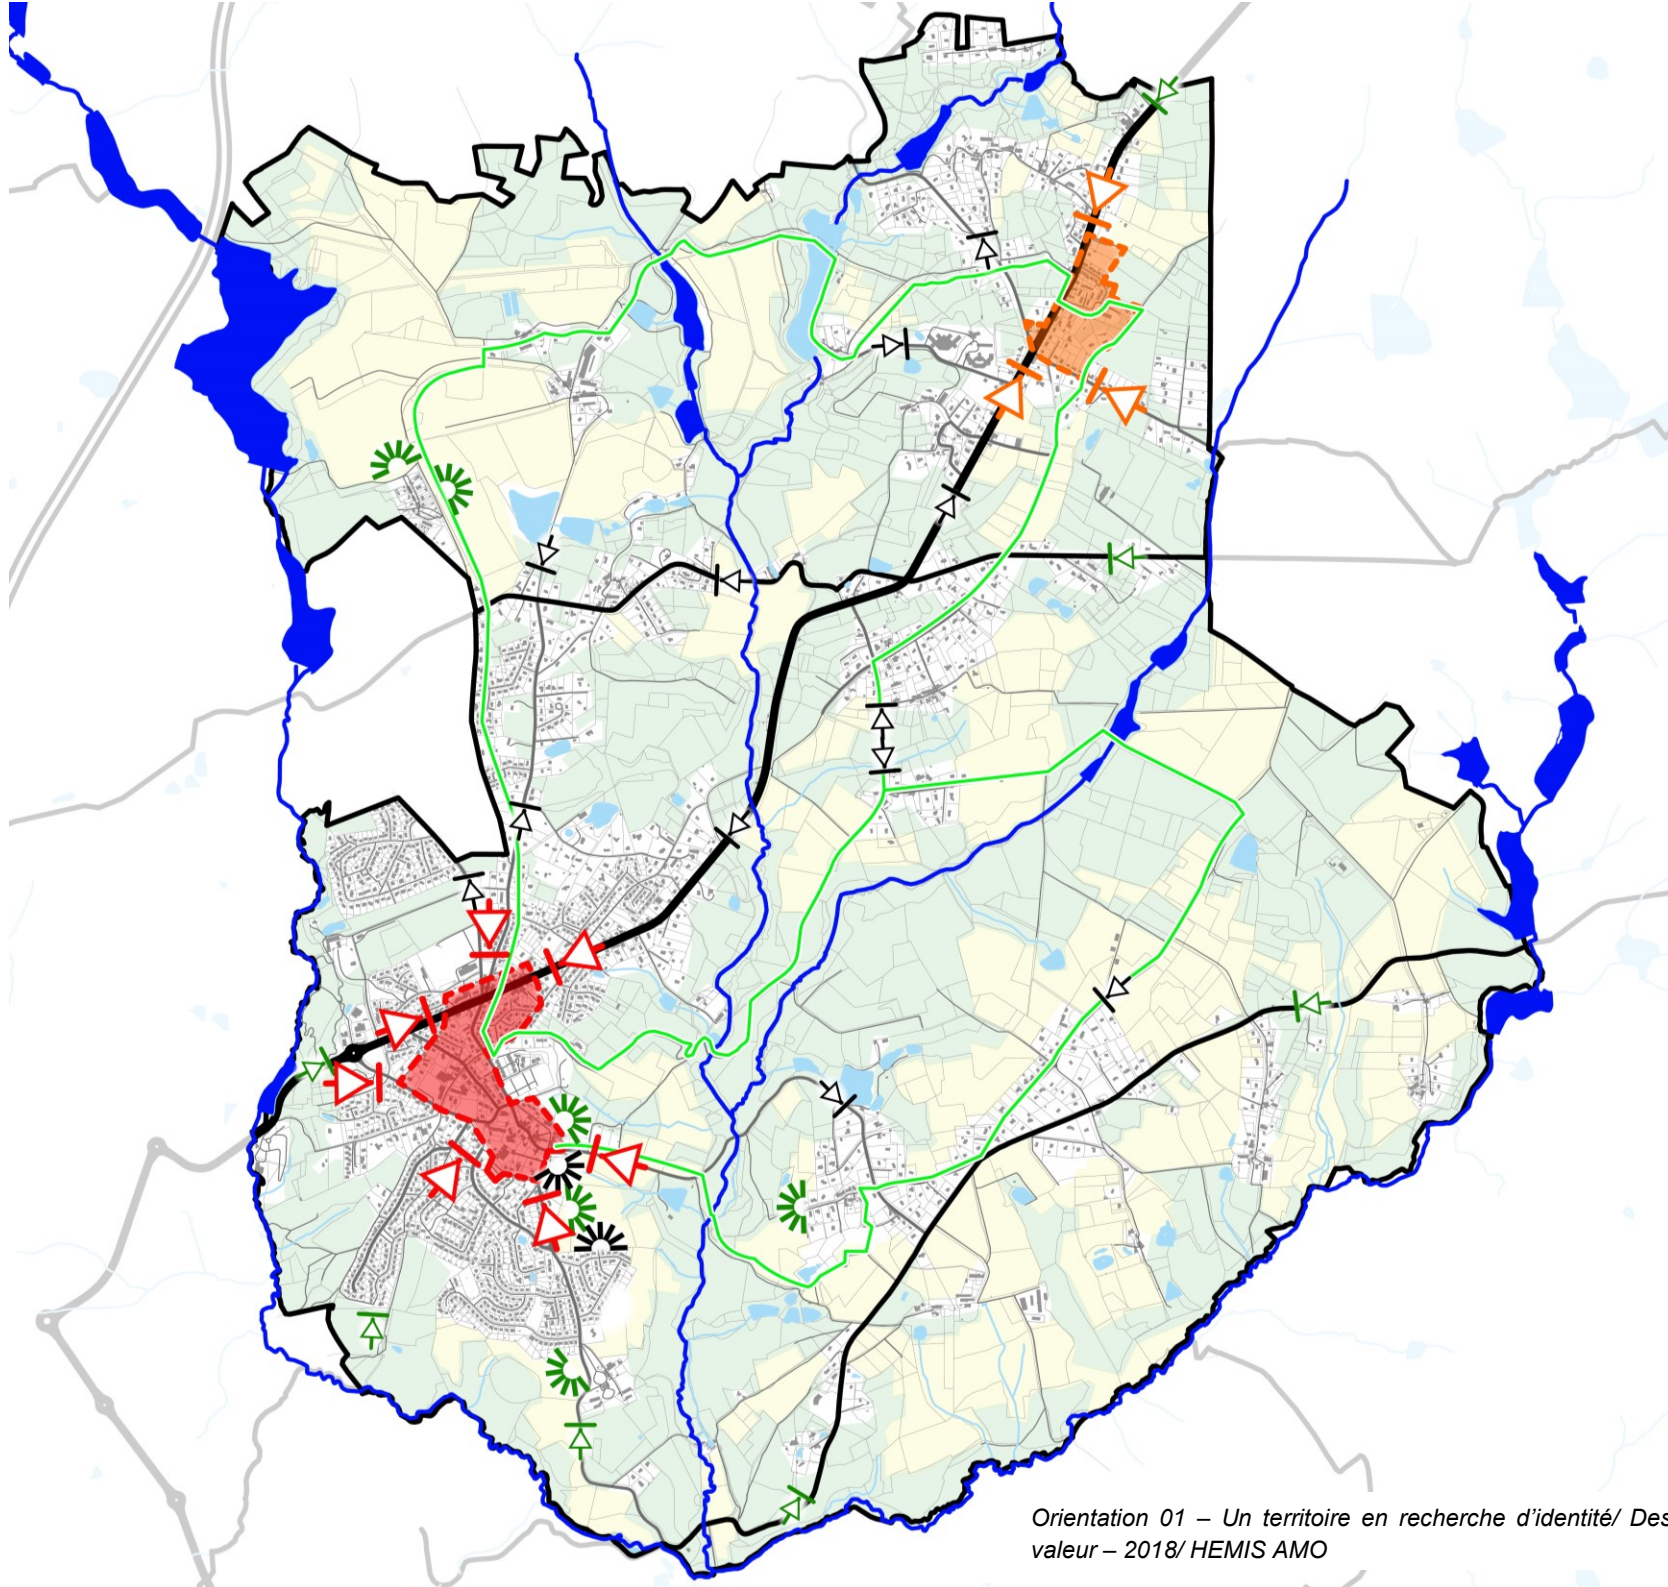 Orientation 01 – Un territoire en recherche d'identité/ Des
valeur – 2018/ HEMIS AMO